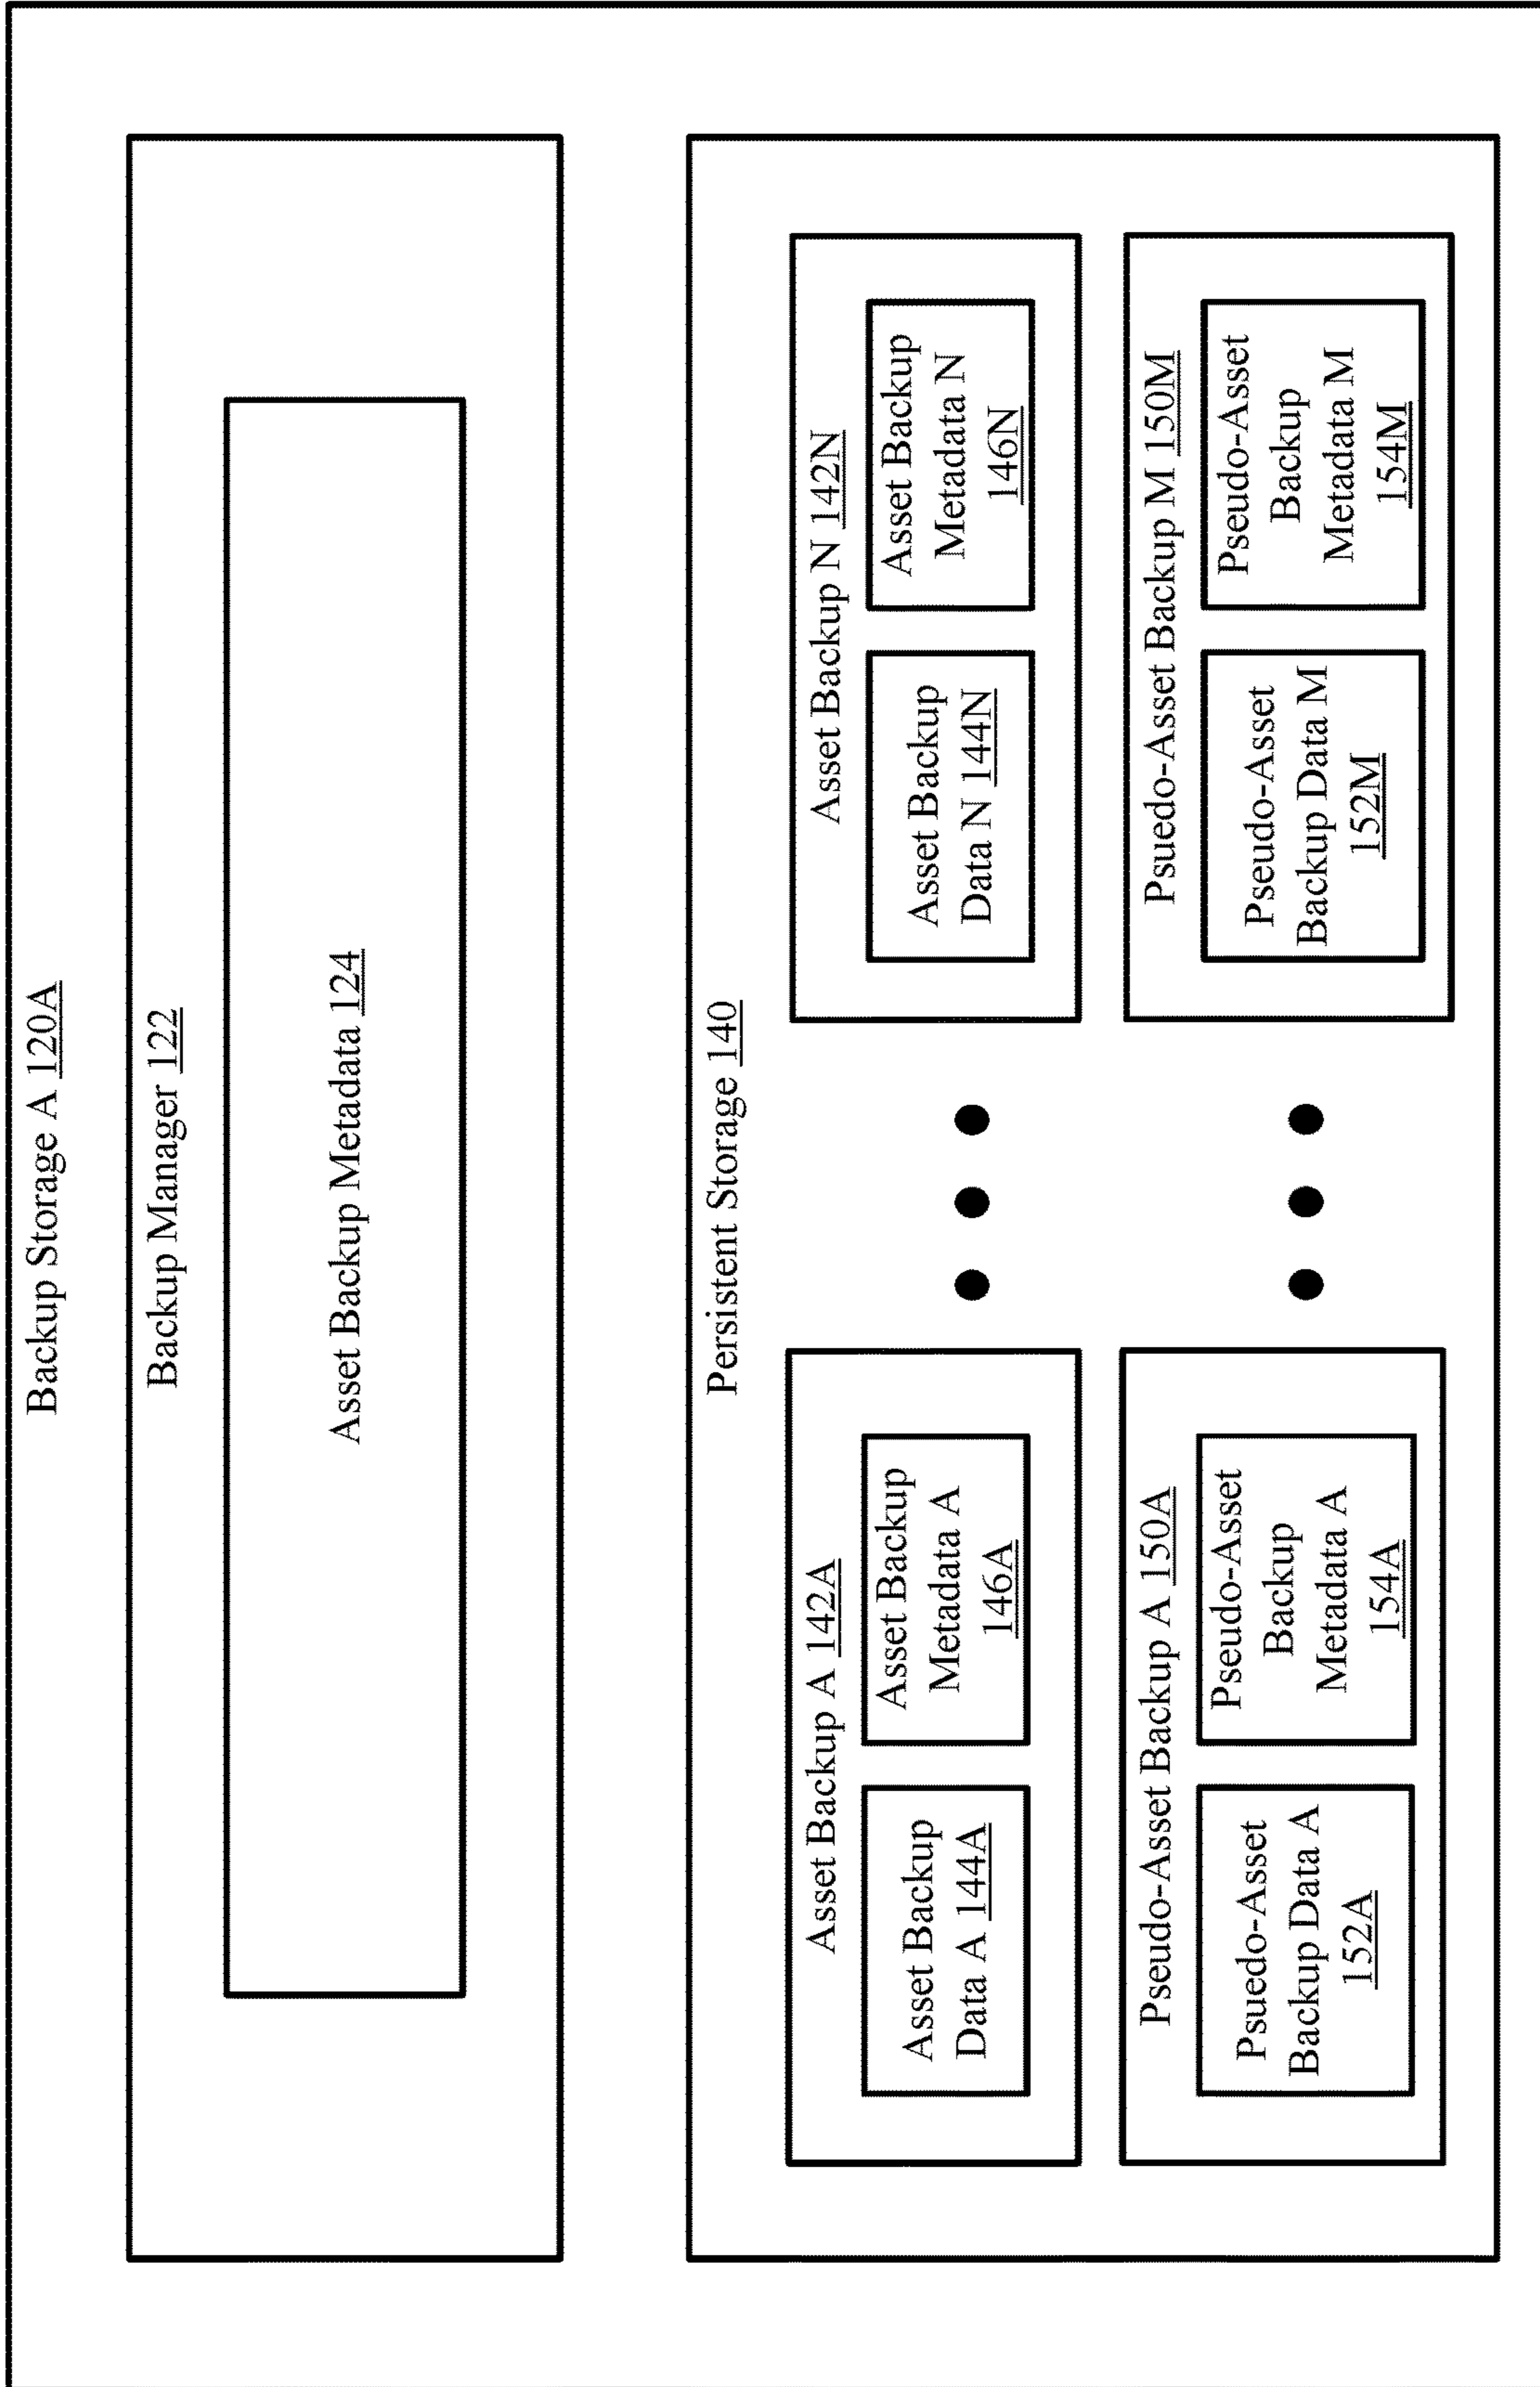 Backup Storage A 120A
Backup Manager 122
Asset Backup Metadata 124
Persistent Storage 140
Asset Backup A 142A
Asset Backup
Data A 144A
Asset Backup
Metadata A
146A
Asset Backup N 142N
Asset Backup
Data N 144N
Asset Backup
Metadata N
146N
Pseudo-Asset Backup A 150A
Psuedo-Asset
Backup Data A
152A
Pseudo-Asset
Backup
Metadata A
154A
Psuedo-Asset Backup M 150M
Pseudo-Asset
Backup Data M
152M
Pseudo-Asset
Backup
Metadata M
154M